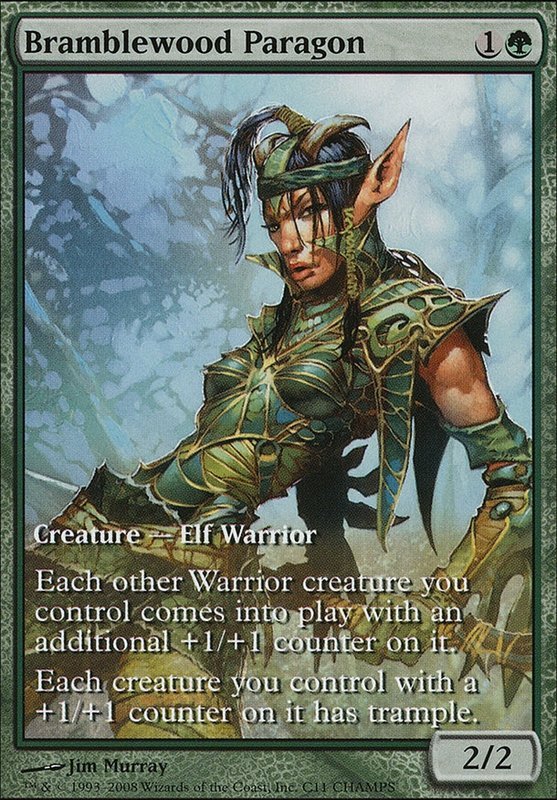 Bramblewood Paragon 1
Creature — Elf Warrior
Each other Warrior creature you
control comes into play with an
additional +1/+1 counter on it.
Each creature you control with a
+1/+1 counter on it has trample.
2/2
Jim Murray
™ & © 1993–2008 Wizards of the Coast, Inc. C11 CHAMPS